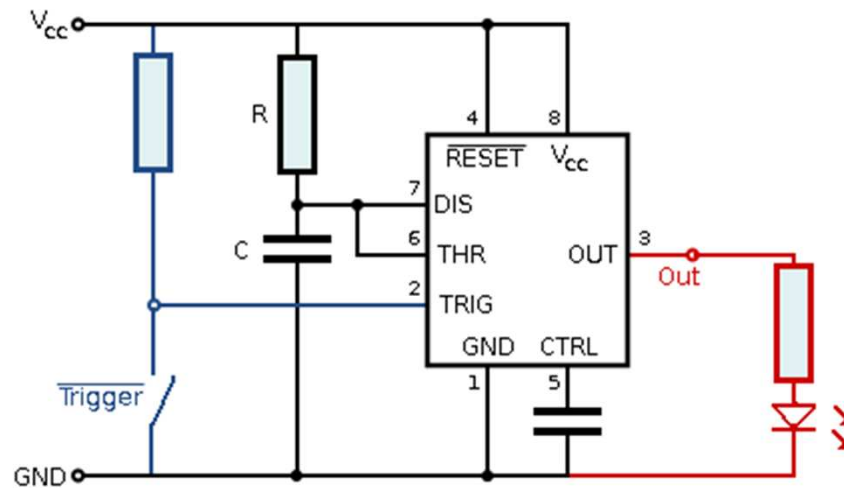 Vcc
R
4
8
RESET
Vcc
7
DIS
C
6
THR
OUT
3
Out
2
TRIG
GND
CTRL
Trigger
1
5
GND